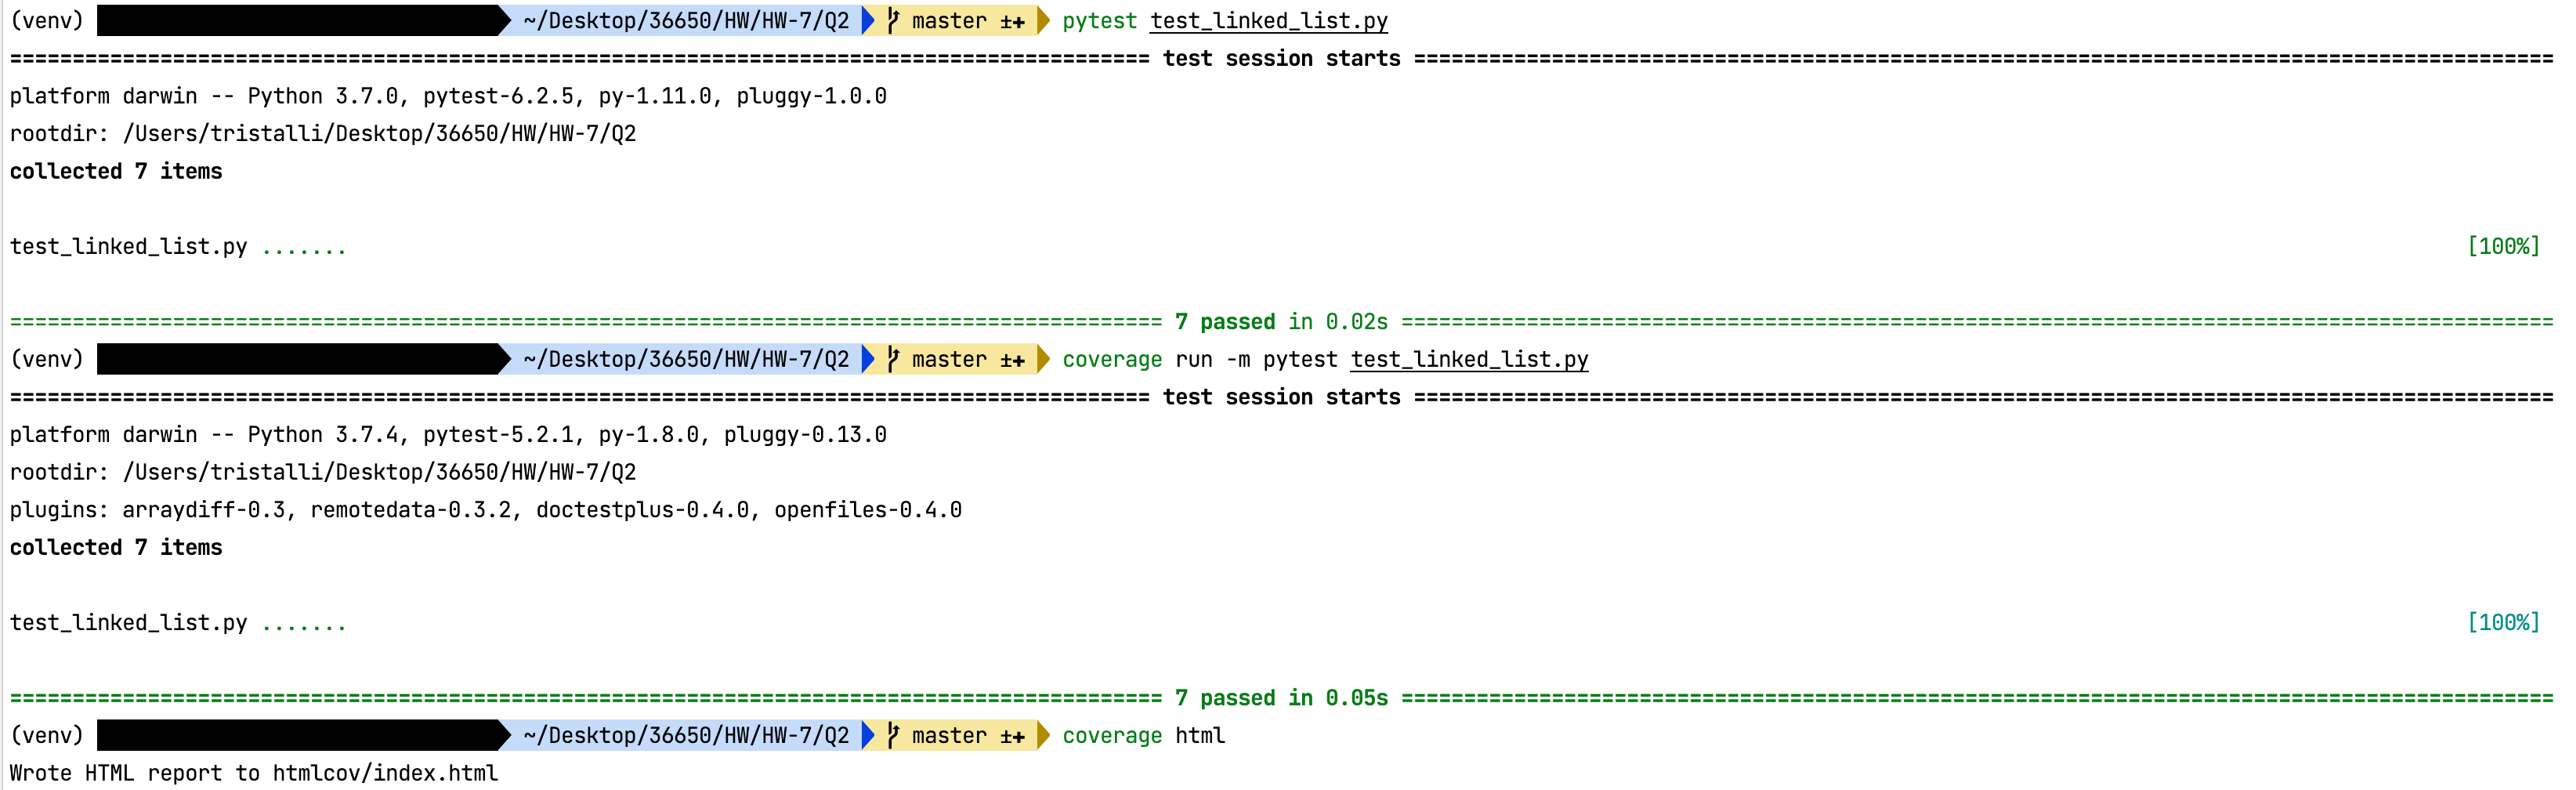 (venv) ~/Desktop/36650/HW/HW-7/Q2 master ±✚ pytest test_linked_list.py
=========================================================================================== test session starts ===========================================================================================
platform darwin -- Python 3.7.0, pytest-6.2.5, py-1.11.0, pluggy-1.0.0
rootdir: /Users/tristalli/Desktop/36650/HW/HW-7/Q2
collected 7 items
test_linked_list.py ....... [100%]
============================================================================================ 7 passed in 0.02s ============================================================================================
(venv) ~/Desktop/36650/HW/HW-7/Q2 master ±✚ coverage run -m pytest test_linked_list.py
=========================================================================================== test session starts ===========================================================================================
platform darwin -- Python 3.7.4, pytest-5.2.1, py-1.8.0, pluggy-0.13.0
rootdir: /Users/tristalli/Desktop/36650/HW/HW-7/Q2
plugins: arraydiff-0.3, remotedata-0.3.2, doctestplus-0.4.0, openfiles-0.4.0
collected 7 items
test_linked_list.py ....... [100%]
============================================================================================ 7 passed in 0.05s ============================================================================================
(venv) ~/Desktop/36650/HW/HW-7/Q2 master ±✚ coverage html
Wrote HTML report to htmlcov/index.html